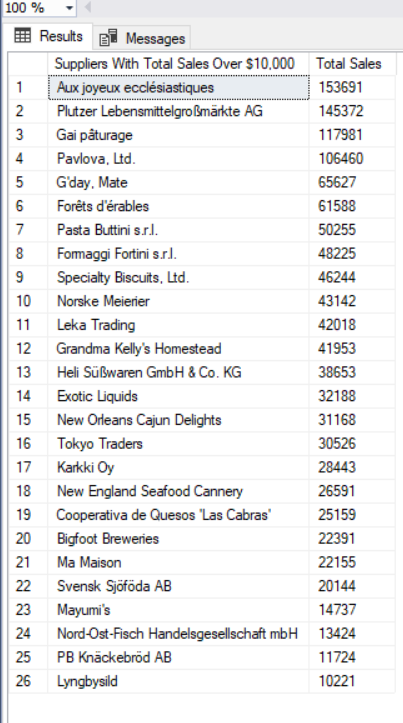 100 %
Results Messages
Suppliers With Total Sales Over $10,000 Total Sales
1 Aux joyeux ecclésiastiques 153691
2 Plutzer Lebensmittelgroßmärkte AG 145372
3 Gai pâturage 117981
4 Pavlova, Ltd. 106460
5 G'day, Mate 65627
6 Forêts d'érables 61588
7 Pasta Buttini s.r.l. 50255
8 Formaggi Fortini s.r.l. 48225
9 Specialty Biscuits, Ltd. 46244
10 Norske Meierier 43142
11 Leka Trading 42018
12 Grandma Kelly's Homestead 41953
13 Heli Süßwaren GmbH & Co. KG 38653
14 Exotic Liquids 32188
15 New Orleans Cajun Delights 31168
16 Tokyo Traders 30526
17 Karkki Oy 28443
18 New England Seafood Cannery 26591
19 Cooperativa de Quesos 'Las Cabras' 25159
20 Bigfoot Breweries 22391
21 Ma Maison 22155
22 Svensk Sjöföda AB 20144
23 Mayumi's 14737
24 Nord-Ost-Fisch Handelsgesellschaft mbH 13424
25 PB Knäckebröd AB 11724
26 Lyngbysild 10221